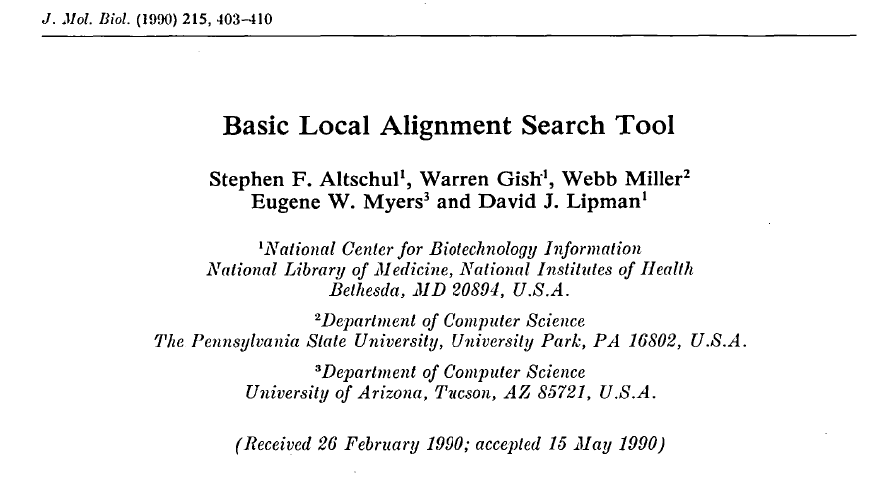 J. Mol. Biol. (1990) 215, 403–410
Basic Local Alignment Search Tool
Stephen F. Altschul¹, Warren Gish¹, Webb Miller²
Eugene W. Myers³ and David J. Lipman¹
¹National Center for Biotechnology Information
National Library of Medicine, National Institutes of Health
Bethesda, MD 20894, U.S.A.
²Department of Computer Science
The Pennsylvania State University, University Park, PA 16802, U.S.A.
³Department of Computer Science
University of Arizona, Tucson, AZ 85721, U.S.A.
(Received 26 February 1990; accepted 15 May 1990)